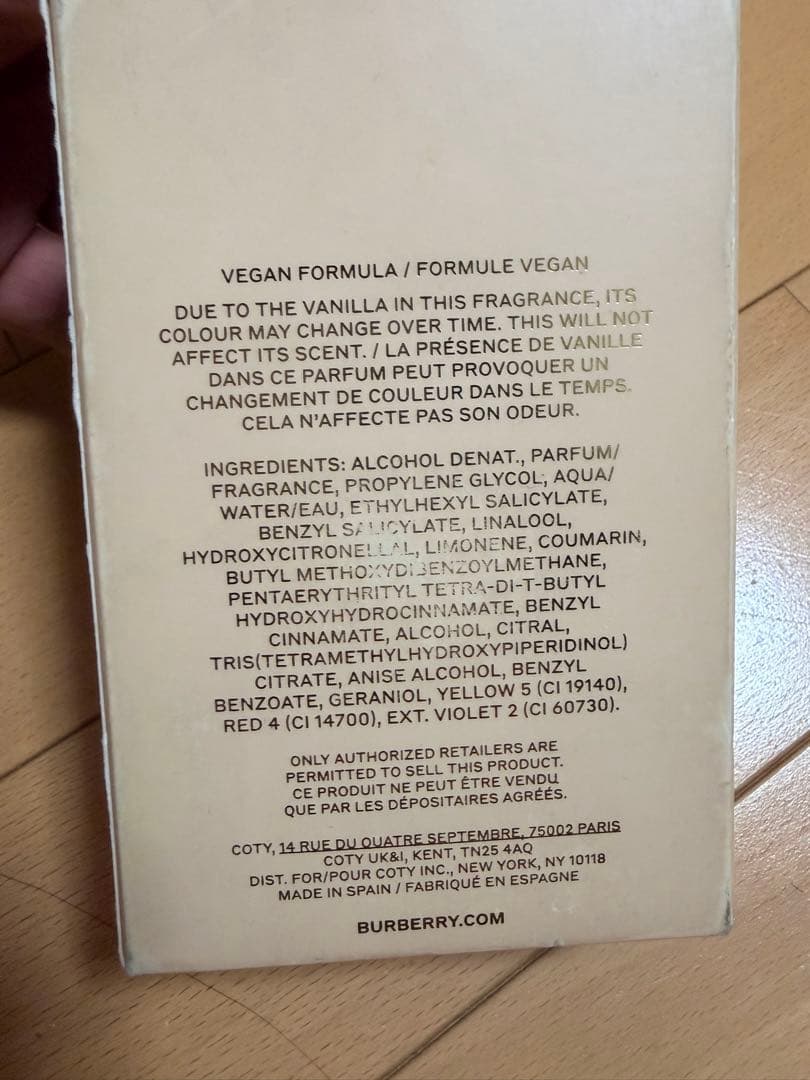 VEGAN FORMULA / FORMULE VEGAN
DUE TO THE VANILLA IN THIS FRAGRANCE, ITS
COLOUR MAY CHANGE OVER TIME. THIS WILL NOT
AFFECT ITS SCENT. / LA PRÉSENCE DE VANILLE
DANS CE PARFUM PEUT PROVOQUER UN
CHANGEMENT DE COULEUR DANS LE TEMPS.
CELA N'AFFECTE PAS SON ODEUR.
INGREDIENTS: ALCOHOL DENAT., PARFUM/
FRAGRANCE, PROPYLENE GLYCOL, AQUA/
WATER/EAU, ETHYLHEXYL SALICYLATE,
BENZYL SALICYLATE, LINALOOL,
HYDROXYCITRONELLAL, LIMONENE, COUMARIN,
BUTYL METHOXYDIBENZOYLMETHANE,
PENTAERYTHRITYL TETRA-DI-T-BUTYL
HYDROXYHYDROCINNAMATE, BENZYL
CINNAMATE, ALCOHOL, CITRAL,
TRIS(TETRAMETHYLHYDROXYPIPERIDINOL)
CITRATE, ANISE ALCOHOL, BENZYL
BENZOATE, GERANIOL, YELLOW 5 (CI 19140),
RED 4 (CI 14700), EXT. VIOLET 2 (CI 60730).
ONLY AUTHORIZED RETAILERS ARE
PERMITTED TO SELL THIS PRODUCT.
CE PRODUIT NE PEUT ÊTRE VENDU
QUE PAR LES DÉPOSITAIRES AGRÉÉS.
COTY, 14 RUE DU QUATRE SEPTEMBRE, 75002 PARIS
COTY UK&I, KENT, TN25 4AQ
DIST. FOR/POUR COTY INC., NEW YORK, NY 10118
MADE IN SPAIN / FABRIQUÉ EN ESPAGNE
BURBERRY.COM